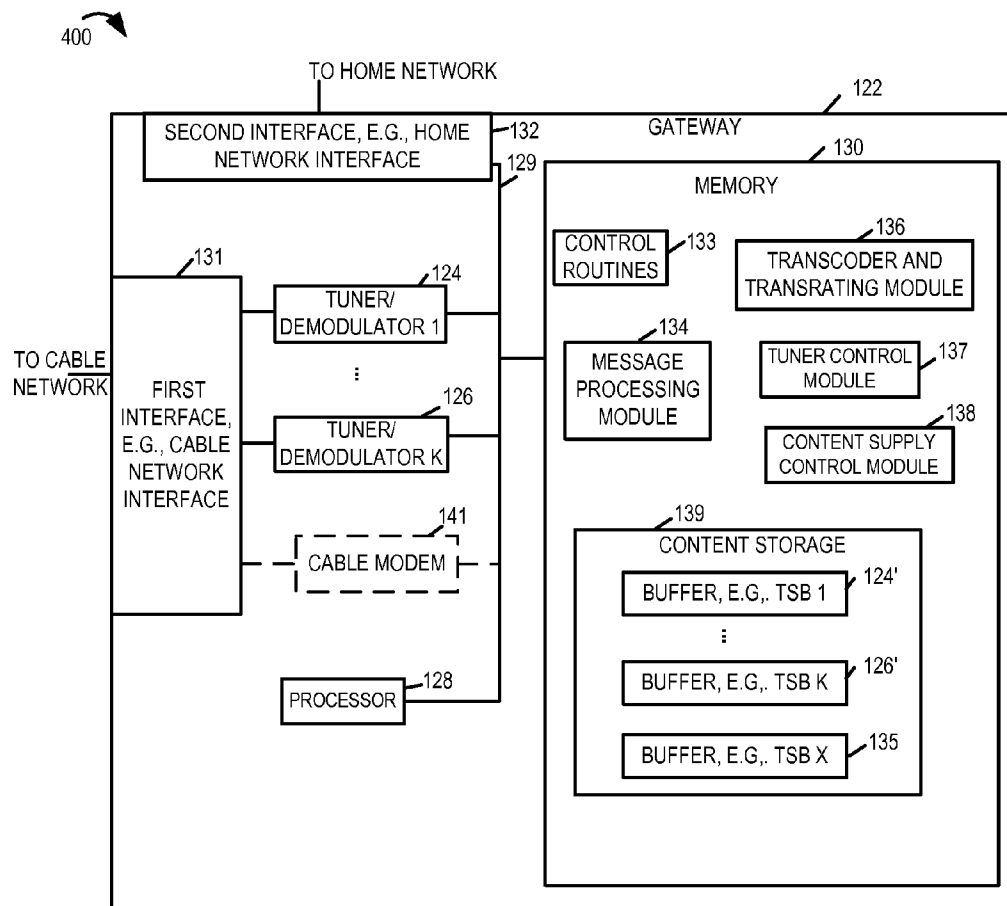 400
TO HOME NETWORK
122
SECOND INTERFACE, E.G., HOME
NETWORK INTERFACE
132
GATEWAY
129
130
MEMORY
CONTROL
ROUTINES
133
136
TRANSCODER AND
TRANSRATING MODULE
131
124
TUNER/
DEMODULATOR 1
134
MESSAGE
PROCESSING
MODULE
TUNER CONTROL
MODULE
137
TO CABLE
NETWORK
...
FIRST
INTERFACE,
E.G., CABLE
NETWORK
INTERFACE
126
TUNER/
DEMODULATOR K
138
CONTENT SUPPLY
CONTROL MODULE
141
CABLE MODEM
139
CONTENT STORAGE
BUFFER, E.G,. TSB 1
124'
...
BUFFER, E.G,. TSB K
126'
PROCESSOR
128
BUFFER, E.G,. TSB X
135